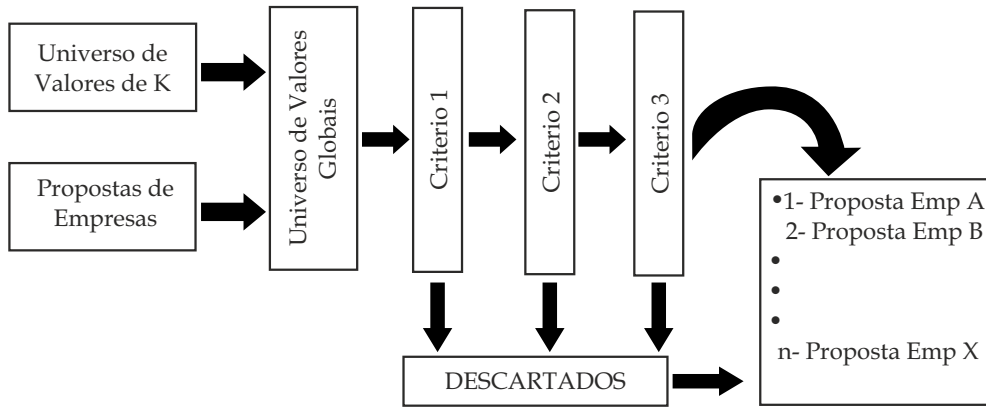 Universo de
Valores de K
Propostas de
Empresas
Universo de Valores
Globais
Criterio 1
Criterio 2
Criterio 3
•1- Proposta Emp A
2- Proposta Emp B
•
•
•
n- Proposta Emp X
DESCARTADOS